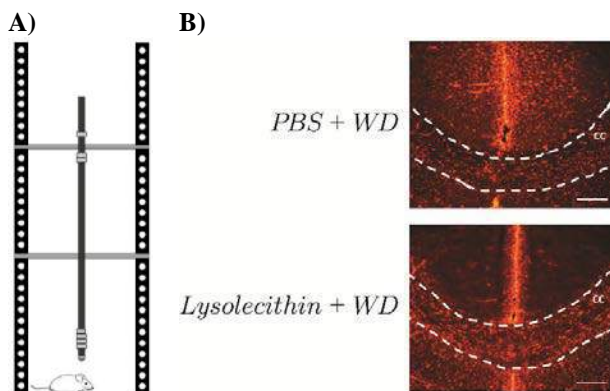 A) B)
PBS + WD
cc
Lysolecithin + WD
cc